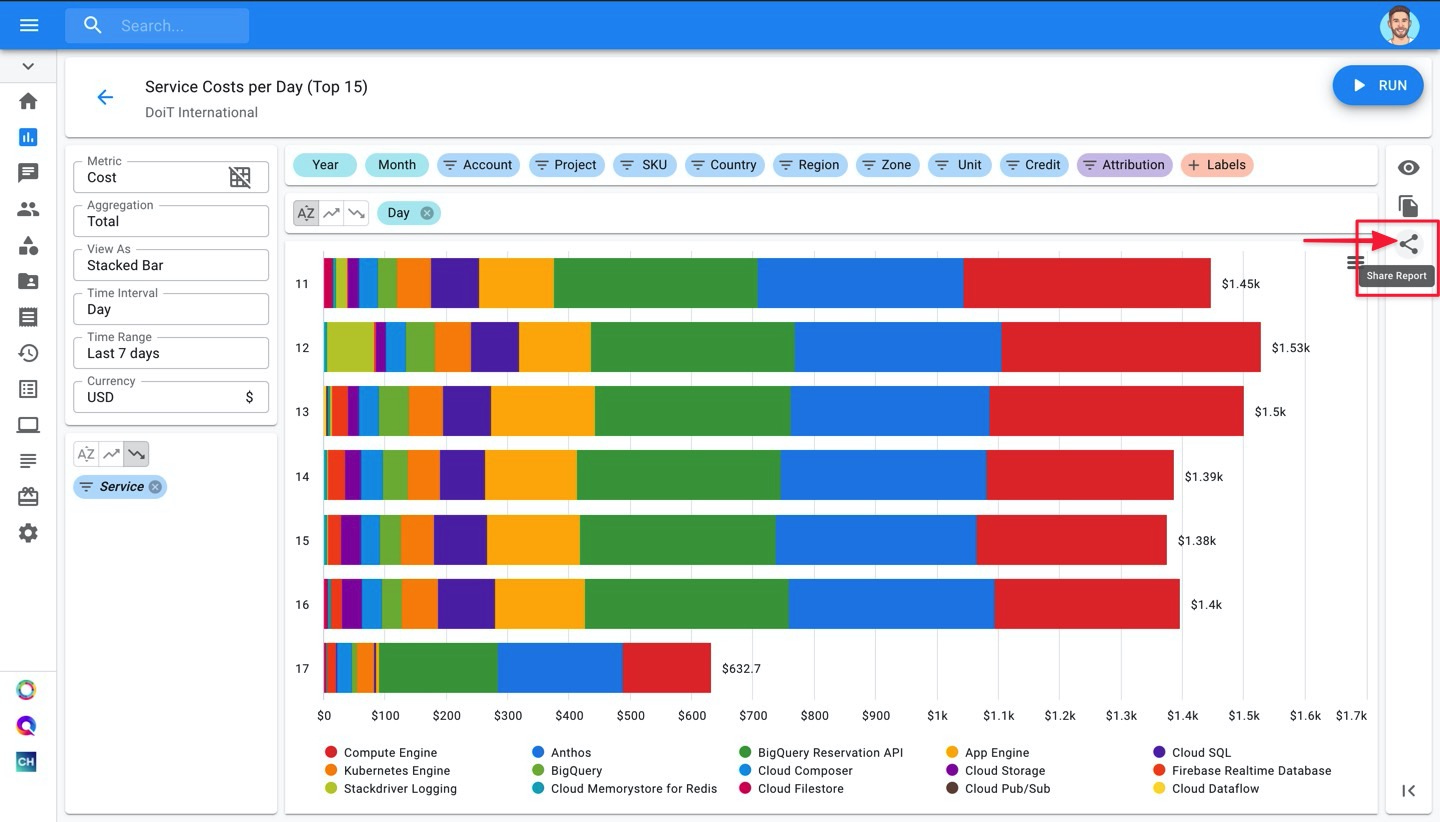 Search...
Service Costs per Day (Top 15)
DoiT International
RUN
Metric
Cost
Aggregation
Total
View As
Stacked Bar
Time Interval
Day
Time Range
Last 7 days
Currency
USD $
AZ
Service
Year Month Account Project SKU Country Region Zone Unit Credit Attribution + Labels
AZ Day
Share Report
11 $1.45k
12 $1.53k
13 $1.5k
14 $1.39k
15 $1.38k
16 $1.4k
17 $632.7
$0 $100 $200 $300 $400 $500 $600 $700 $800 $900 $1k $1.1k $1.2k $1.3k $1.4k $1.5k $1.6k $1.7k
Compute Engine Anthos BigQuery Reservation API App Engine Cloud SQL
Kubernetes Engine BigQuery Cloud Composer Cloud Storage Firebase Realtime Database
Stackdriver Logging Cloud Memorystore for Redis Cloud Filestore Cloud Pub/Sub Cloud Dataflow
CH